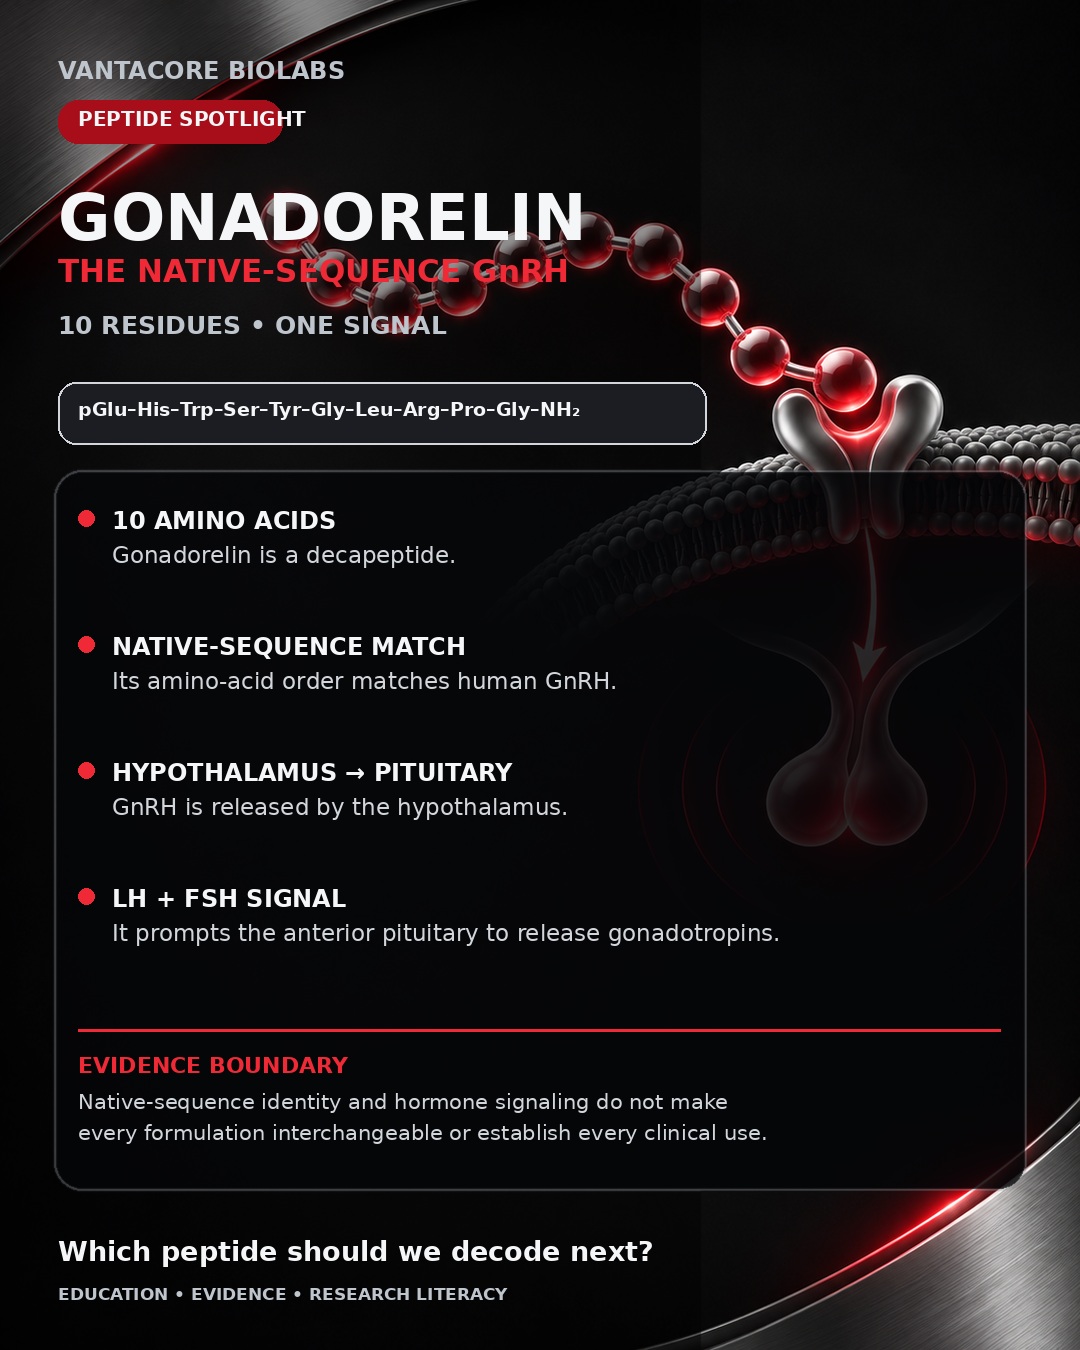 VANTACORE BIOLABS
PEPTIDE SPOTLIGHT
GONADORELIN
THE NATIVE-SEQUENCE GnRH
10 RESIDUES • ONE SIGNAL
pGlu–His–Trp–Ser–Tyr–Gly–Leu–Arg–Pro–Gly–NH₂
10 AMINO ACIDS
Gonadorelin is a decapeptide.
NATIVE-SEQUENCE MATCH
Its amino-acid order matches human GnRH.
HYPOTHALAMUS → PITUITARY
GnRH is released by the hypothalamus.
LH + FSH SIGNAL
It prompts the anterior pituitary to release gonadotropins.
EVIDENCE BOUNDARY
Native-sequence identity and hormone signaling do not make
every formulation interchangeable or establish every clinical use.
Which peptide should we decode next?
EDUCATION • EVIDENCE • RESEARCH LITERACY